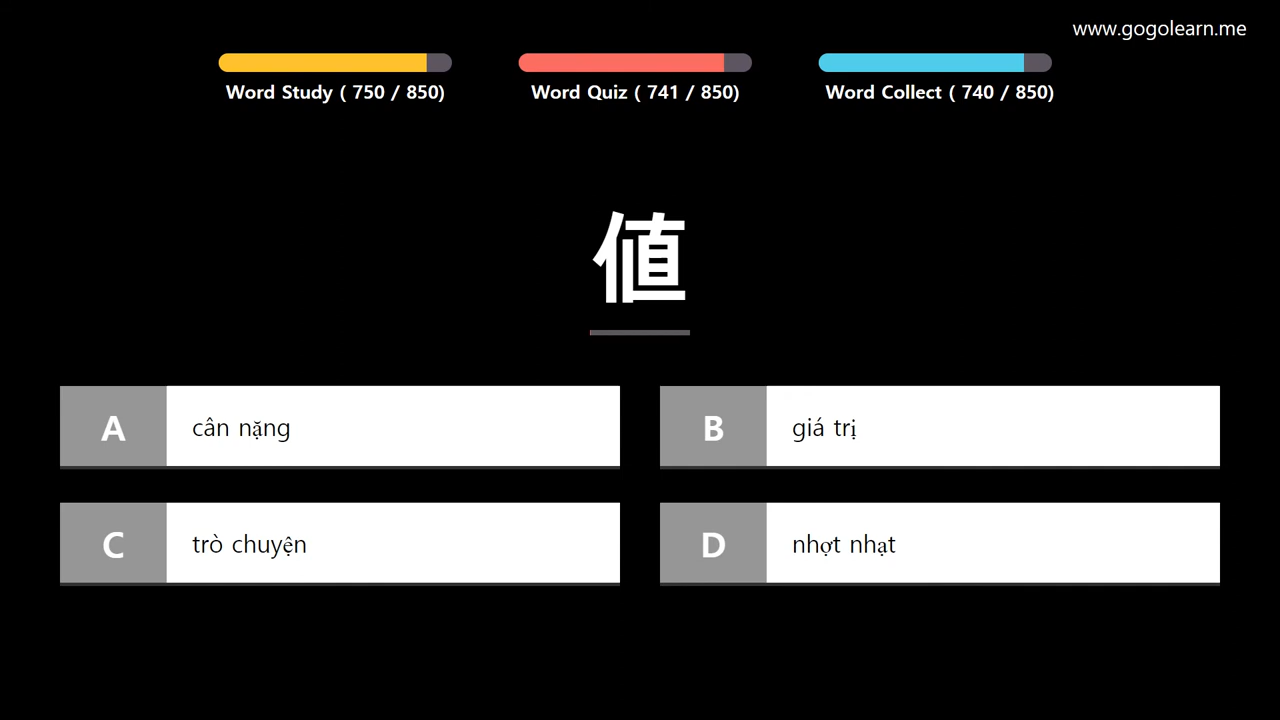 www.gogolearn.me
Word Study ( 750 / 850)
Word Quiz ( 741 / 850)
Word Collect ( 740 / 850)
値
A
cân nặng
B
giá trị
C
trò chuyện
D
nhợt nhạt